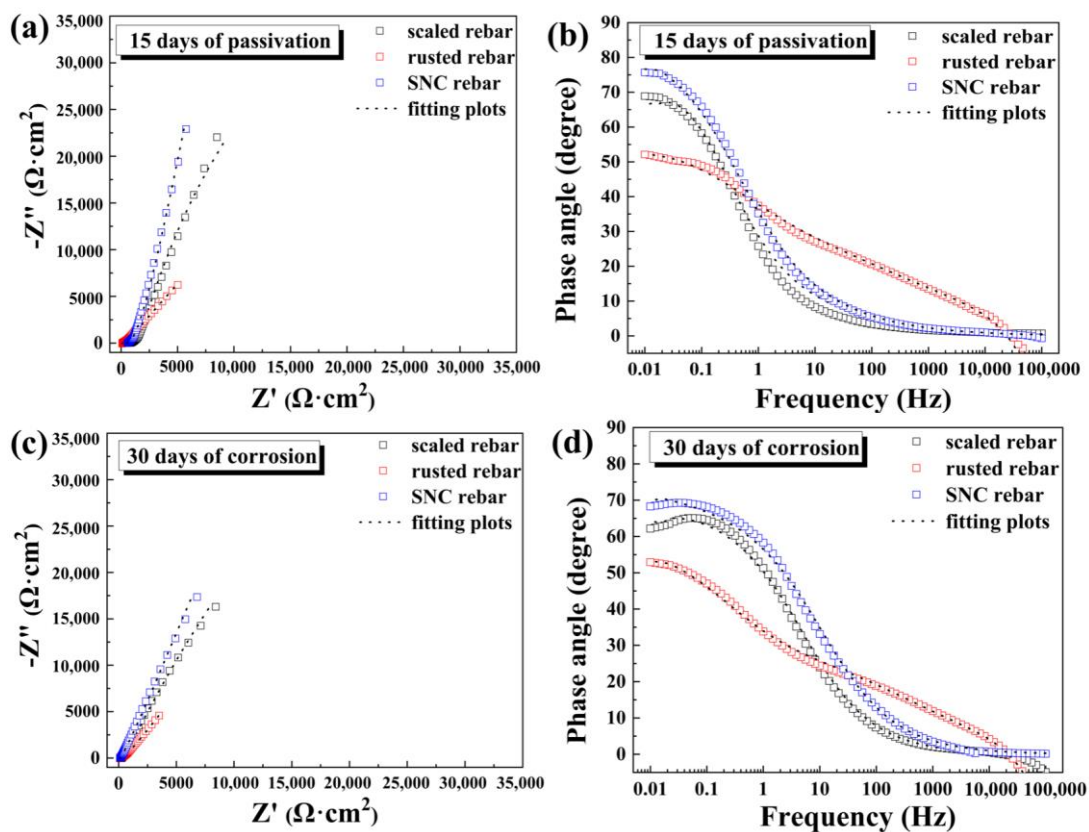 (a)
15 days of passivation
scaled rebar
rusted rebar
SNC rebar
fitting plots
-Z'' (Ω·cm²)
35,000
30,000
25,000
20,000
15,000
10,000
5000
0
0 5000 10,000 15,000 20,000 25,000 30,000 35,000
Z' (Ω·cm²)
(b)
15 days of passivation
scaled rebar
rusted rebar
SNC rebar
fitting plots
Phase angle (degree)
90
80
70
60
50
40
30
20
10
0
0.01 0.1 1 10 100 1000 10,000 100,000
Frequency (Hz)
(c)
30 days of corrosion
scaled rebar
rusted rebar
SNC rebar
fitting plots
-Z'' (Ω·cm²)
35,000
30,000
25,000
20,000
15,000
10,000
5000
0
0 5000 10,000 15,000 20,000 25,000 30,000 35,000
Z' (Ω·cm²)
(d)
30 days of corrosion
scaled rebar
rusted rebar
SNC rebar
fitting plots
Phase angle (degree)
90
80
70
60
50
40
30
20
10
0
0.01 0.1 1 10 100 1000 10,000 100,000
Frequency (Hz)